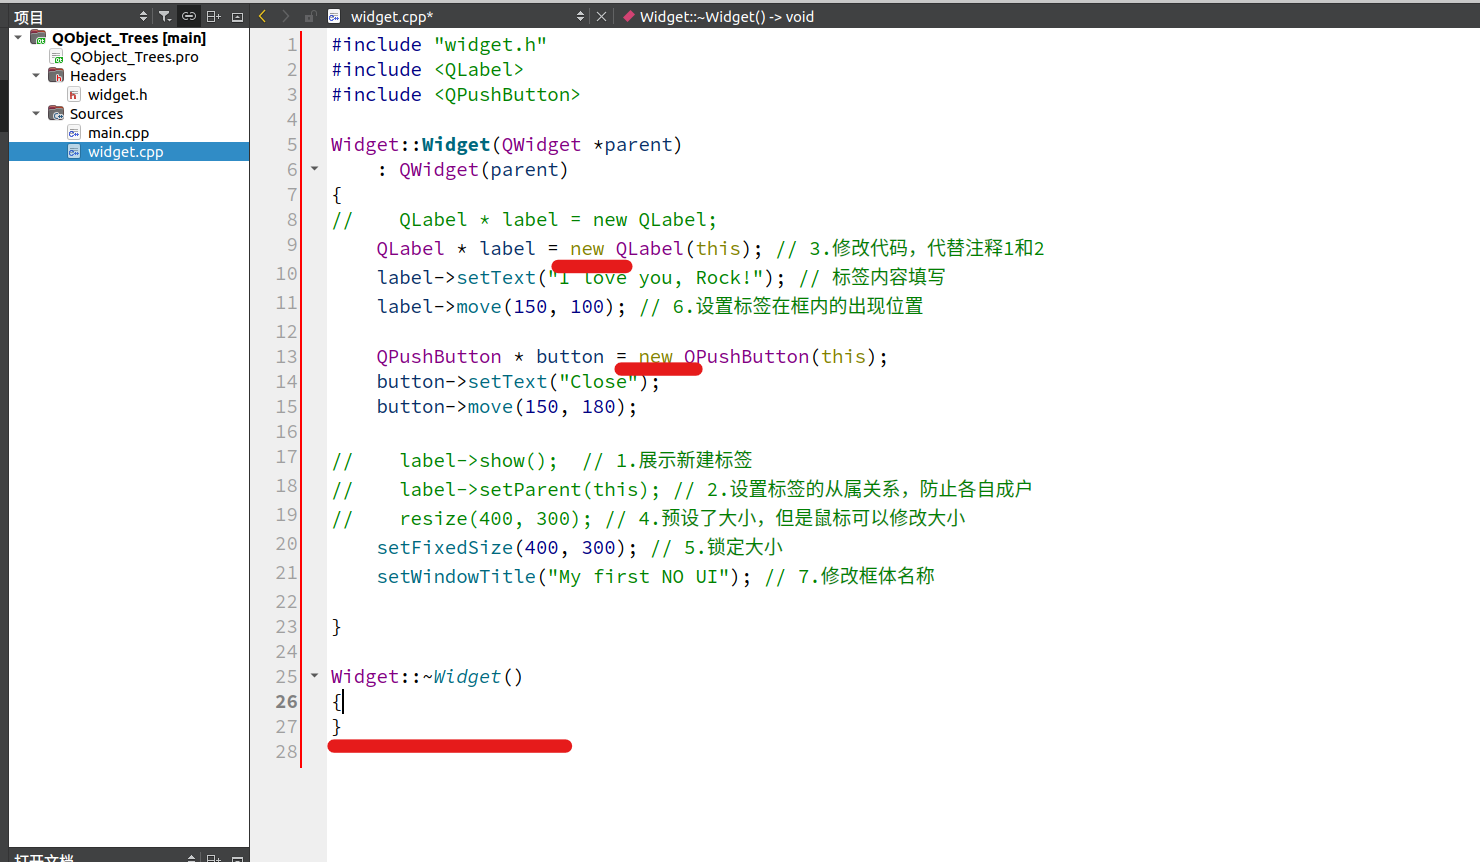 项目
widget.cpp*
Widget::~Widget() -> void
QObject_Trees [main]
QObject_Trees.pro
Headers
widget.h
Sources
main.cpp
widget.cpp
1 #include "widget.h"
2 #include <QLabel>
3 #include <QPushButton>
4
5 Widget::Widget(QWidget *parent)
6 : QWidget(parent)
7 {
8 // QLabel * label = new QLabel;
9 QLabel * label = new QLabel(this); // 3.修改代码，代替注释1和2
10 label->setText("I love you, Rock!"); // 标签内容填写
11 label->move(150, 100); // 6.设置标签在框内的出现位置
12
13 QPushButton * button = new QPushButton(this);
14 button->setText("Close");
15 button->move(150, 180);
16
17 // label->show(); // 1.展示新建标签
18 // label->setParent(this); // 2.设置标签的从属关系，防止各自成户
19 // resize(400, 300); // 4.预设了大小，但是鼠标可以修改大小
20 setFixedSize(400, 300); // 5.锁定大小
21 setWindowTitle("My first NO UI"); // 7.修改框体名称
22
23 }
24
25 Widget::~Widget()
26 {
27 }
28
打开文档